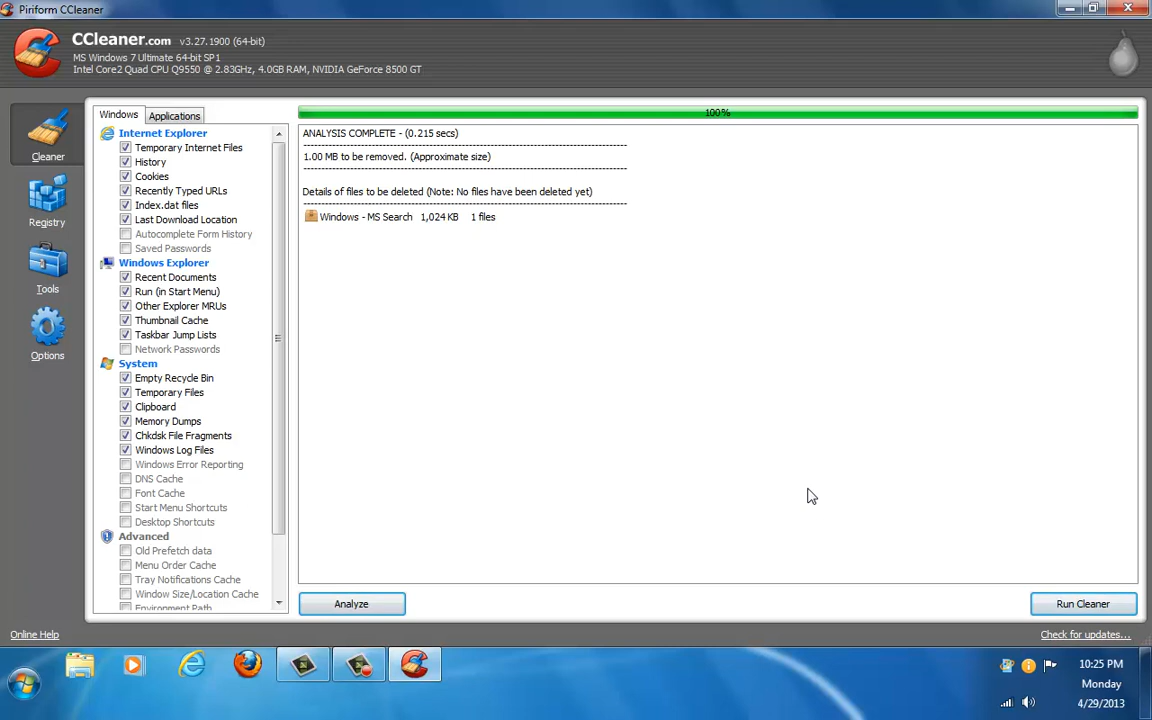 Piriform CCleaner
CCleaner.com v3.27.1900 (64-bit)
MS Windows 7 Ultimate 64-bit SP1
Intel Core2 Quad CPU Q9550 @ 2.83GHz, 4.0GB RAM, NVIDIA GeForce 8500 GT
Cleaner
Registry
Tools
Options
Windows
Applications
Internet Explorer
Temporary Internet Files
History
Cookies
Recently Typed URLs
Index.dat files
Last Download Location
Autocomplete Form History
Saved Passwords
Windows Explorer
Recent Documents
Run (in Start Menu)
Other Explorer MRUs
Thumbnail Cache
Taskbar Jump Lists
Network Passwords
System
Empty Recycle Bin
Temporary Files
Clipboard
Memory Dumps
Chkdsk File Fragments
Windows Log Files
Windows Error Reporting
DNS Cache
Font Cache
Start Menu Shortcuts
Desktop Shortcuts
Advanced
Old Prefetch data
Menu Order Cache
Tray Notifications Cache
Window Size/Location Cache
Environment Path
100%
ANALYSIS COMPLETE - (0.215 secs)
1.00 MB to be removed. (Approximate size)
Details of files to be deleted (Note: No files have been deleted yet)
Windows - MS Search 1,024 KB 1 files
Analyze
Run Cleaner
Online Help
Check for updates...
10:25 PM
Monday
4/29/2013